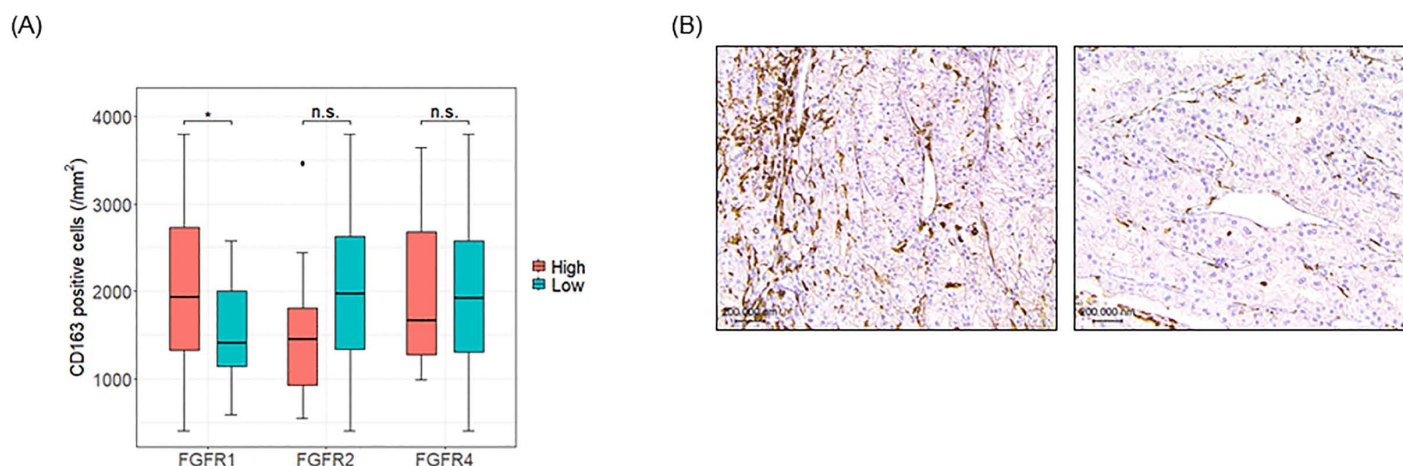 (A)
(B)
CD163 positive cells (/mm²)
4000
3000
2000
1000
*
n.s.
n.s.
FGFR1
FGFR2
FGFR4
High
Low